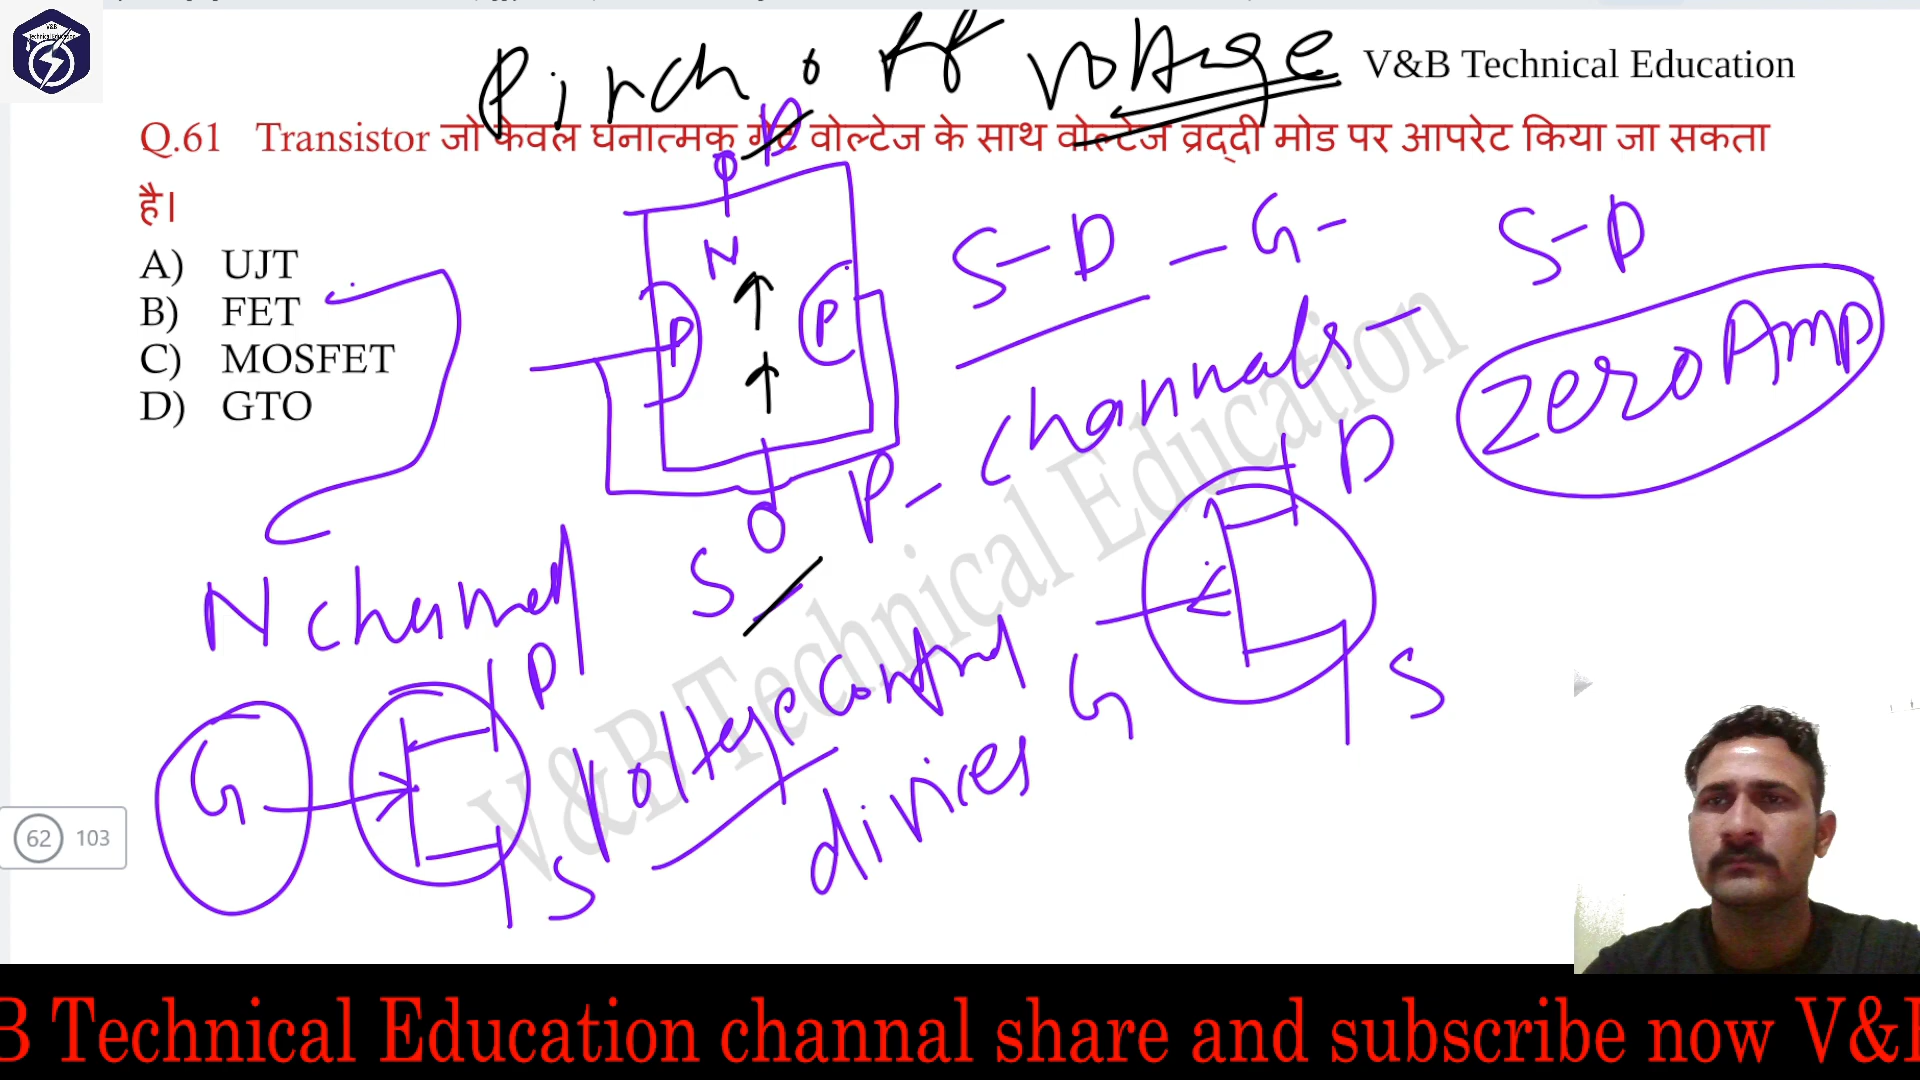 Pinch off voltage
V&B Technical Education
Q.61 Transistor जो केवल घनात्मक गेट वोल्टेज के साथ वोल्टेज व्रद्दी मोड पर आपरेट किया जा सकता
है।
A) UJT
B) FET
C) MOSFET
D) GTO
D
N
P
P
S
S-D - G-
S-D
P-channals-
zero Amp
D
G
S
N channel
G
D
S
Voltage Control
divices
V&B Technical Education
62 103
B Technical Education channal share and subscribe now V&